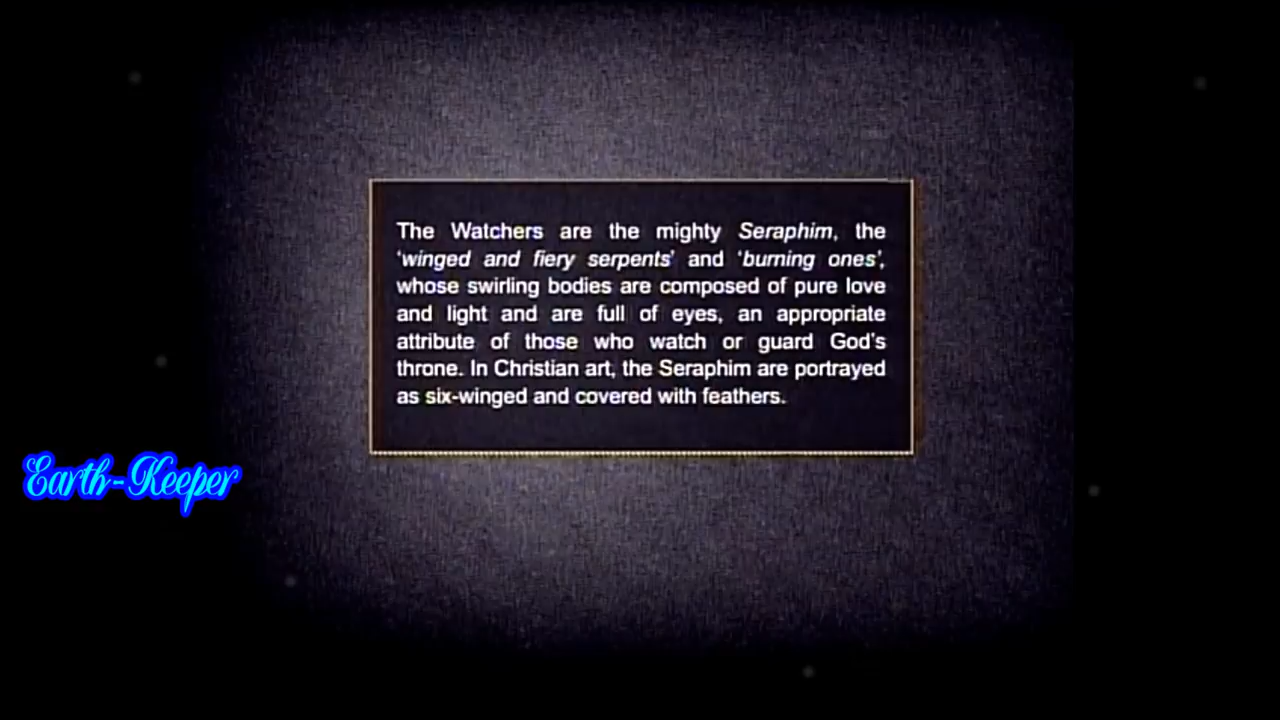 The Watchers are the mighty Seraphim, the
‘winged and fiery serpents’ and ‘burning ones’,
whose swirling bodies are composed of pure love
and light and are full of eyes, an appropriate
attribute of those who watch or guard God’s
throne. In Christian art, the Seraphim are portrayed
as six-winged and covered with feathers.
Earth-Keeper